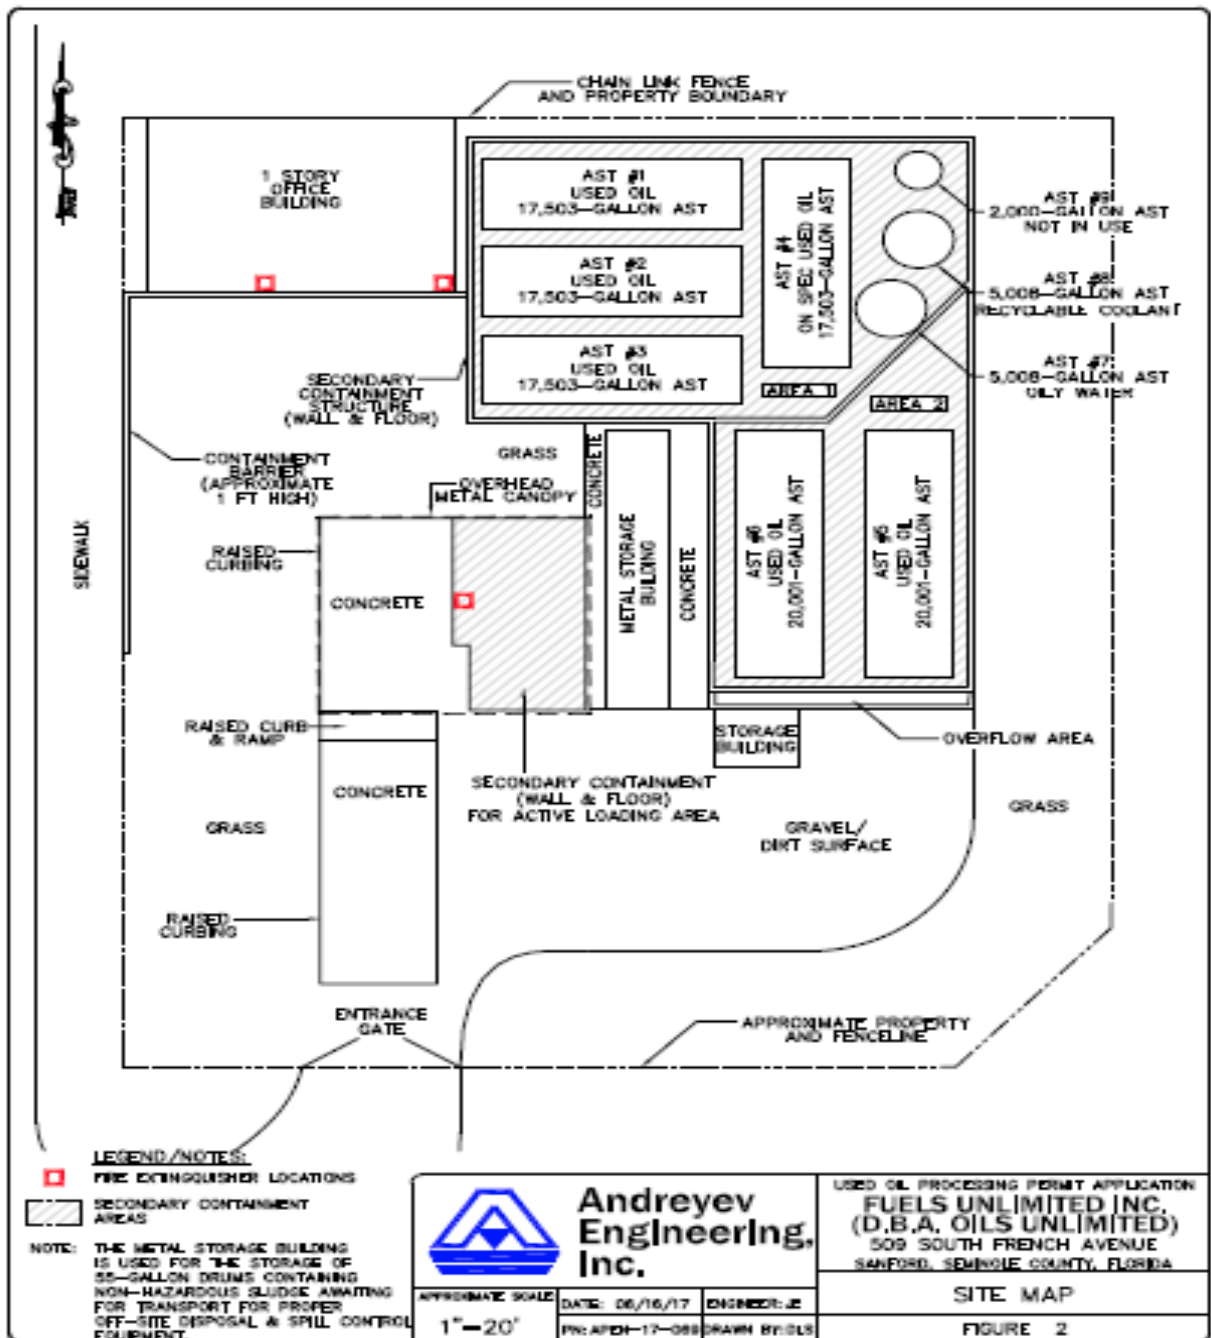 CHAIN LINK FENCE
AND PROPERTY BOUNDARY
1 STORY
OFFICE
BUILDING
AST #1
USED OIL
17,503-GALLON AST
AST #2
USED OIL
17,503-GALLON AST
AST #3
USED OIL
17,503-GALLON AST
AST #4
ON SPEC USED OIL
17,503-GALLON AST
AST #9
2,000-GALLON AST
NOT IN USE
AST #8
5,008-GALLON AST
RECYCLABLE COOLANT
AST #7
5,008-GALLON AST
OILY WATER
AREA 1
AREA 2
SECONDARY
CONTAINMENT
STRUCTURE
(WALL & FLOOR)
CONTAINMENT
BARRIER
(APPROXIMATE
1 FT HIGH)
GRASS
OVERHEAD
METAL CANOPY
CONCRETE
METAL STORAGE
BUILDING
CONCRETE
AST #6
USED OIL
20,001-GALLON AST
AST #5
USED OIL
20,001-GALLON AST
SIDEWALK
RAISED
CURBING
CONCRETE
RAISED CURB
& RAMP
STORAGE
BUILDING
OVERFLOW AREA
CONCRETE
SECONDARY CONTAINMENT
(WALL & FLOOR)
FOR ACTIVE LOADING AREA
GRASS
GRAVEL/
DIRT SURFACE
GRASS
RAISED
CURBING
ENTRANCE
GATE
APPROXIMATE PROPERTY
AND FENCELINE
LEGEND/NOTES:
FIRE EXTINGUISHER LOCATIONS
SECONDARY CONTAINMENT
AREAS
NOTE: THE METAL STORAGE BUILDING
IS USED FOR THE STORAGE OF
55-GALLON DRUMS CONTAINING
NON-HAZARDOUS SLUDGE AWAITING
FOR TRANSPORT FOR PROPER
OFF-SITE DISPOSAL & SPILL CONTROL
EQUIPMENT
Andreyev
Engineering,
Inc.
APPROXIMATE SCALE
1"=20'
DATE: 06/16/17
ENGINEER: JE
DRAWN BY: DLS
USED OIL PROCESSING PERMIT APPLICATION
FUELS UNLIMITED INC.
(D.B.A. OILS UNLIMITED)
509 SOUTH FRENCH AVENUE
SANFORD, SEMINOLE COUNTY, FLORIDA
SITE MAP
FIGURE 2